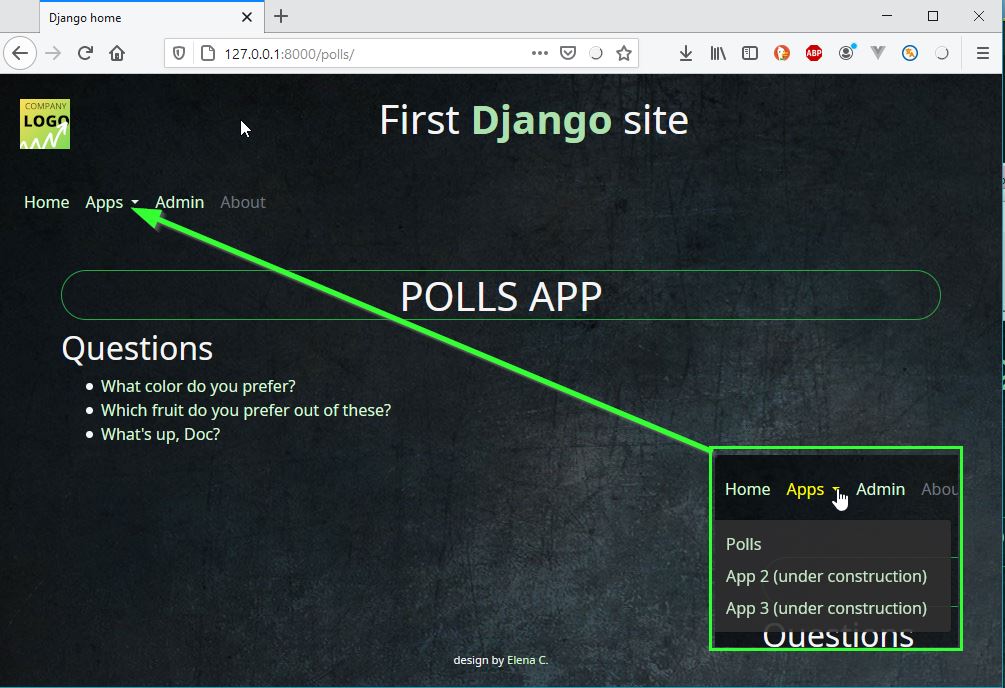 Django home
127.0.0.1:8000/polls/
ABP
COMPANY
LOGO
First Django site
Home Apps Admin About
POLLS APP
Questions
What color do you prefer?
Which fruit do you prefer out of these?
What's up, Doc?
Home Apps Admin Abou
Polls
App 2 (under construction)
App 3 (under construction)
Questions
design by Elena C.